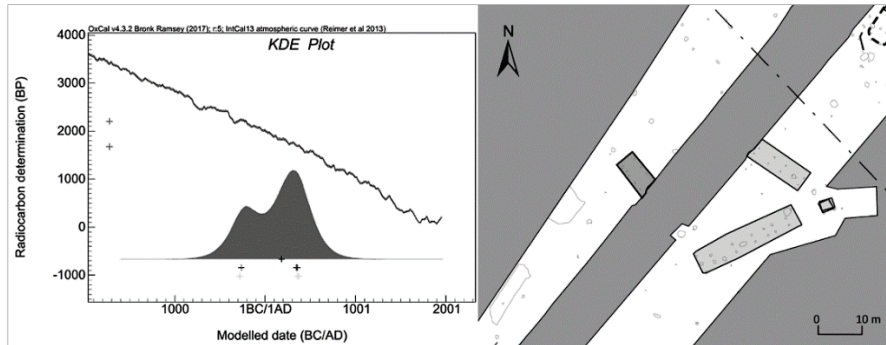 OxCal v4.3.2 Bronk Ramsey (2017); r:5; IntCal13 atmospheric curve (Reimer et al 2013)
KDE Plot
4000
3000
2000
1000
0
-1000
Radiocarbon determination (BP)
1000
1BC/1AD
1001
2001
Modelled date (BC/AD)
N
0
10 m